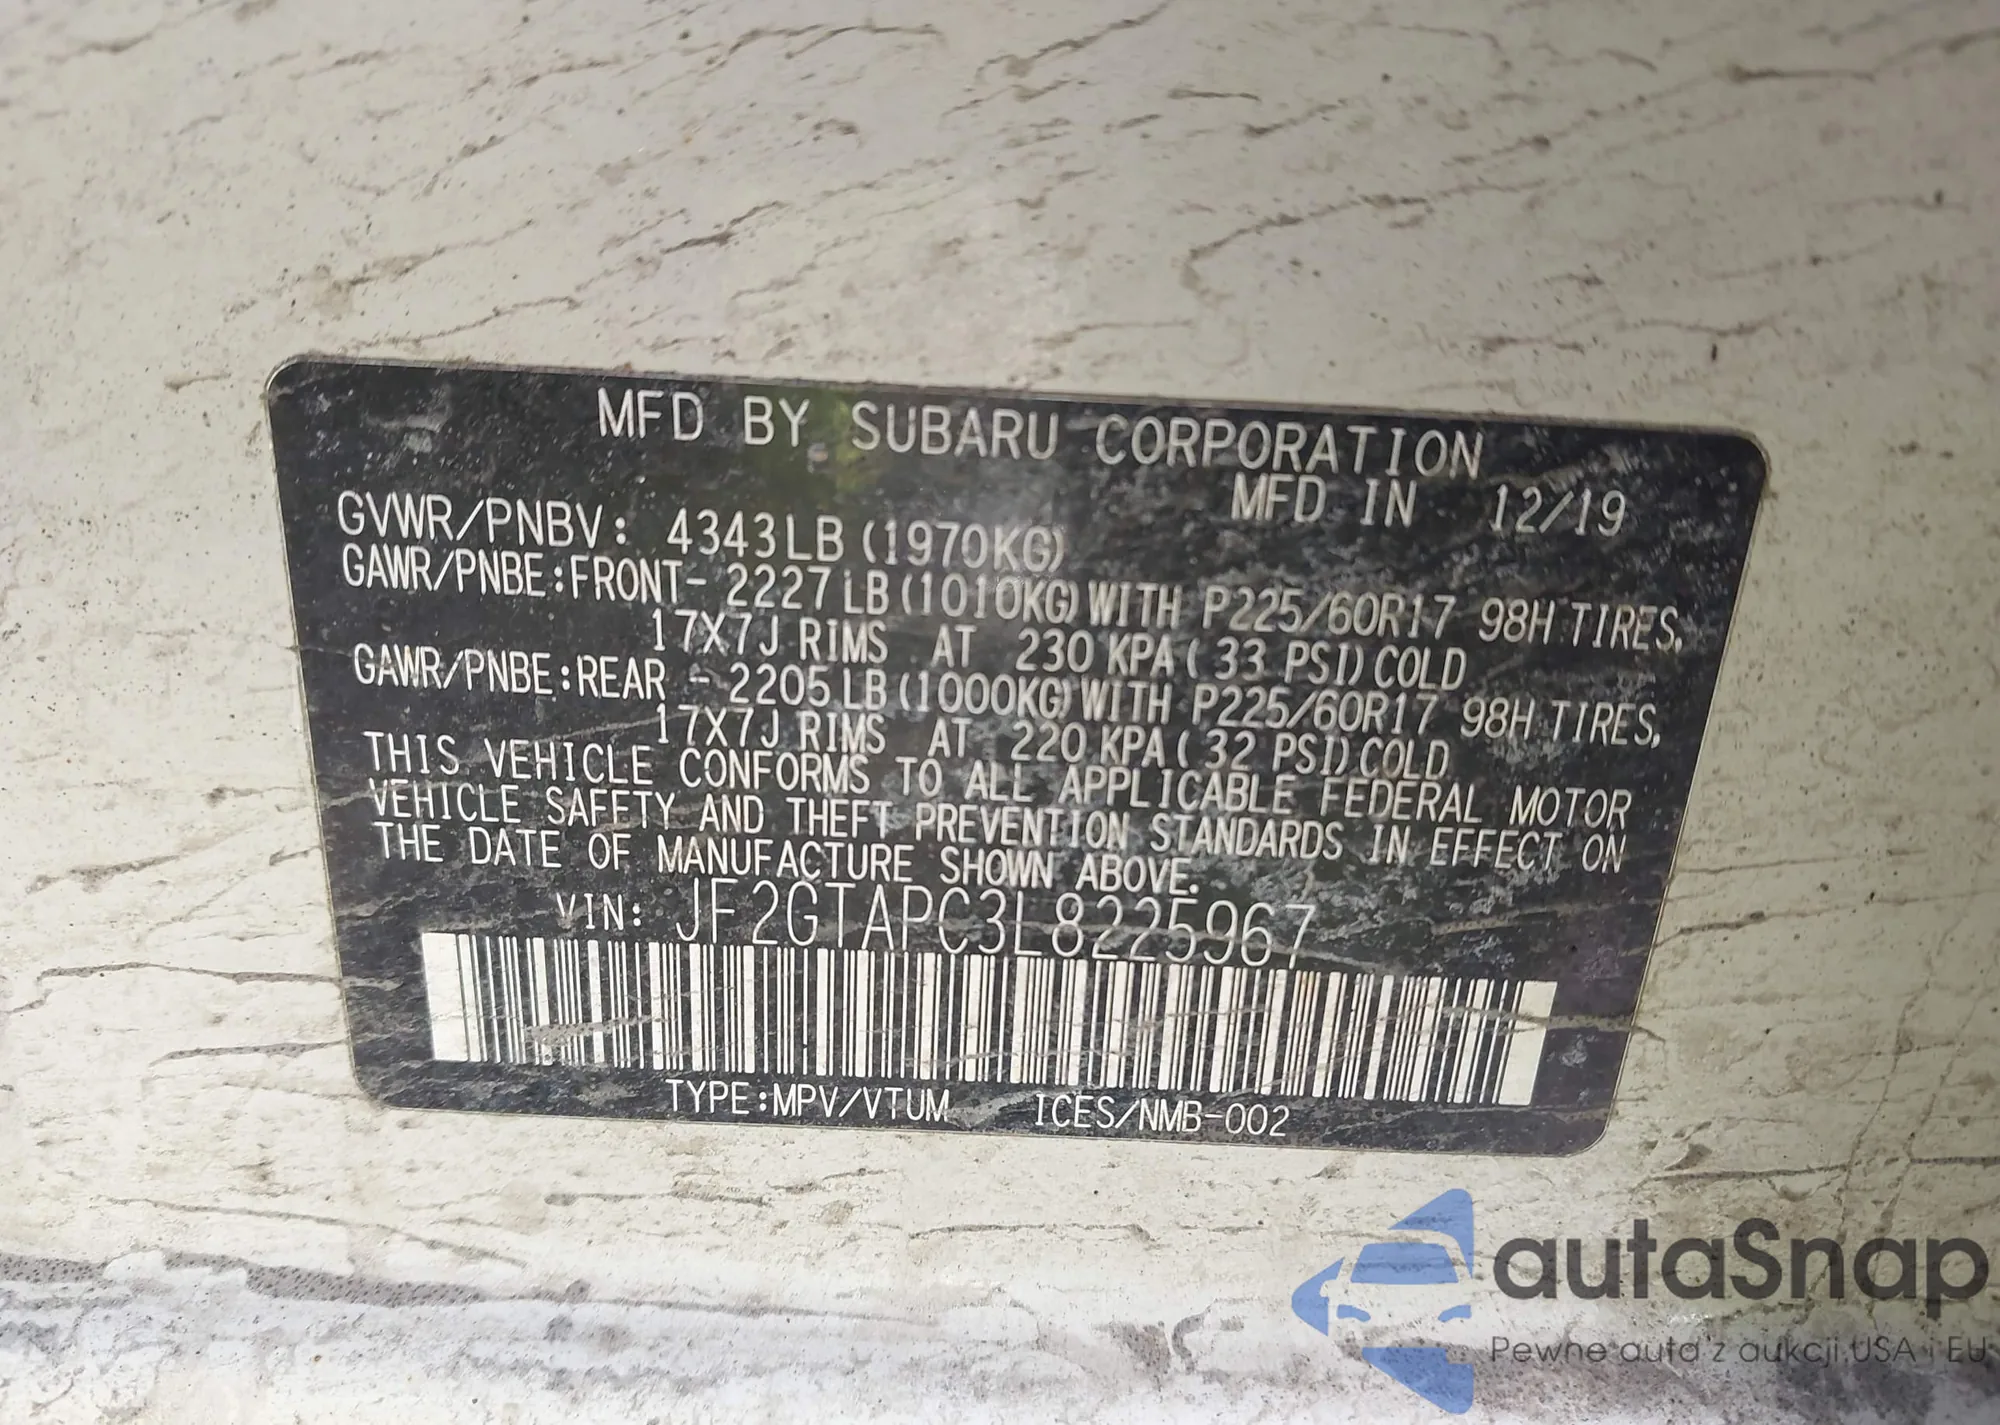 MFD BY SUBARU CORPORATION
MFD IN 12/19
GVWR/PNBV: 4343LB (1970KG)
GAWR/PNBE:FRONT- 2227LB(1010KG)WITH P225/60R17 98H TIRES,
17X7J RIMS AT 230 KPA( 33 PSI)COLD
GAWR/PNBE:REAR - 2205LB(1000KG)WITH P225/60R17 98H TIRES,
17X7J RIMS AT 220 KPA( 32 PSI)COLD
THIS VEHICLE CONFORMS TO ALL APPLICABLE FEDERAL MOTOR
VEHICLE SAFETY AND THEFT PREVENTION STANDARDS IN EFFECT ON
THE DATE OF MANUFACTURE SHOWN ABOVE.
VIN: JF2GTAPC3L8225967
TYPE:MPV/VTUM ICES/NMB-002
autaSnap
Pewne auta z aukcji USA i EU